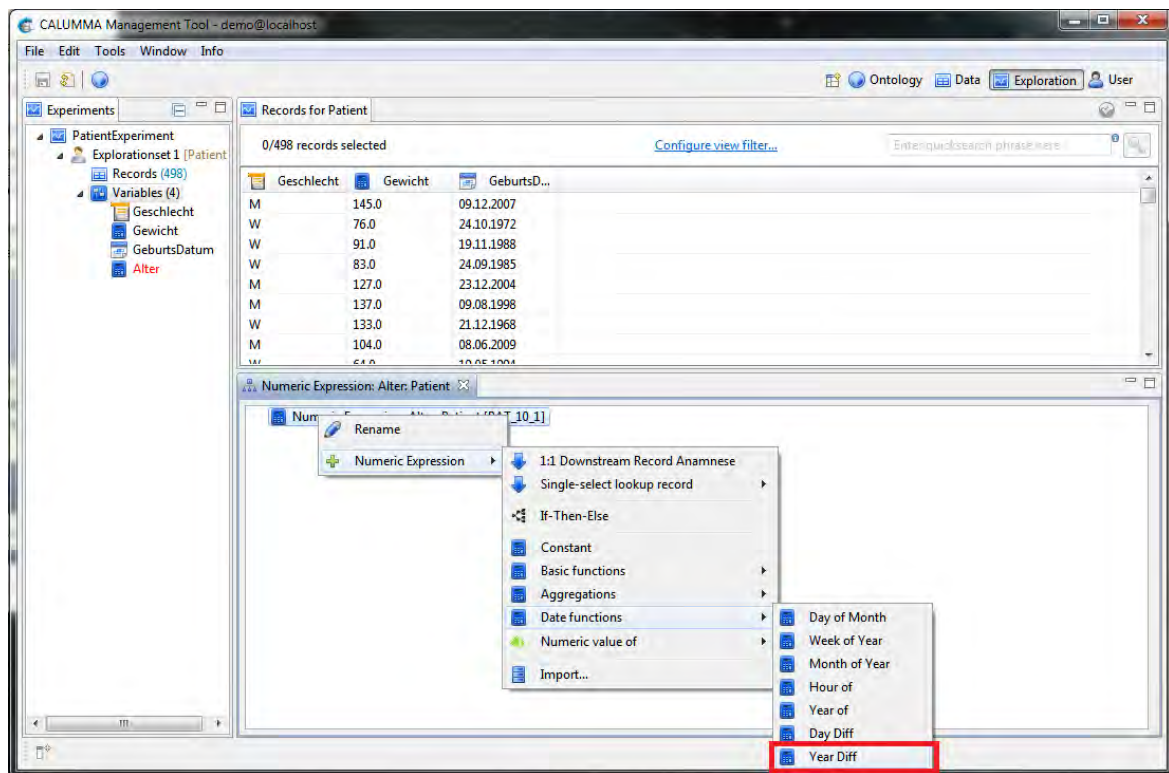 CALUMMA Management Tool - demo@localhost
File Edit Tools Window Info
Ontology Data Exploration User
Experiments
PatientExperiment
Explorationset 1 [Patient
Records (498)
Variables (4)
Geschlecht
Gewicht
GeburtsDatum
Alter
Records for Patient
0/498 records selected Configure view filter... Enter quicksearch phrase here
Geschlecht Gewicht GeburtsD...
M 145.0 09.12.2007
W 76.0 24.10.1972
W 91.0 19.11.1988
W 83.0 24.09.1985
M 127.0 23.12.2004
M 137.0 09.08.1998
W 133.0 21.12.1968
M 104.0 08.06.2009
Numeric Expression: Alter: Patient
_10_1]
Rename
Numeric Expression
1:1 Downstream Record Anamnese
Single-select lookup record
If-Then-Else
Constant
Basic functions
Aggregations
Date functions
Numeric value of
Import...
Day of Month
Week of Year
Month of Year
Hour of
Year of
Day Diff
Year Diff